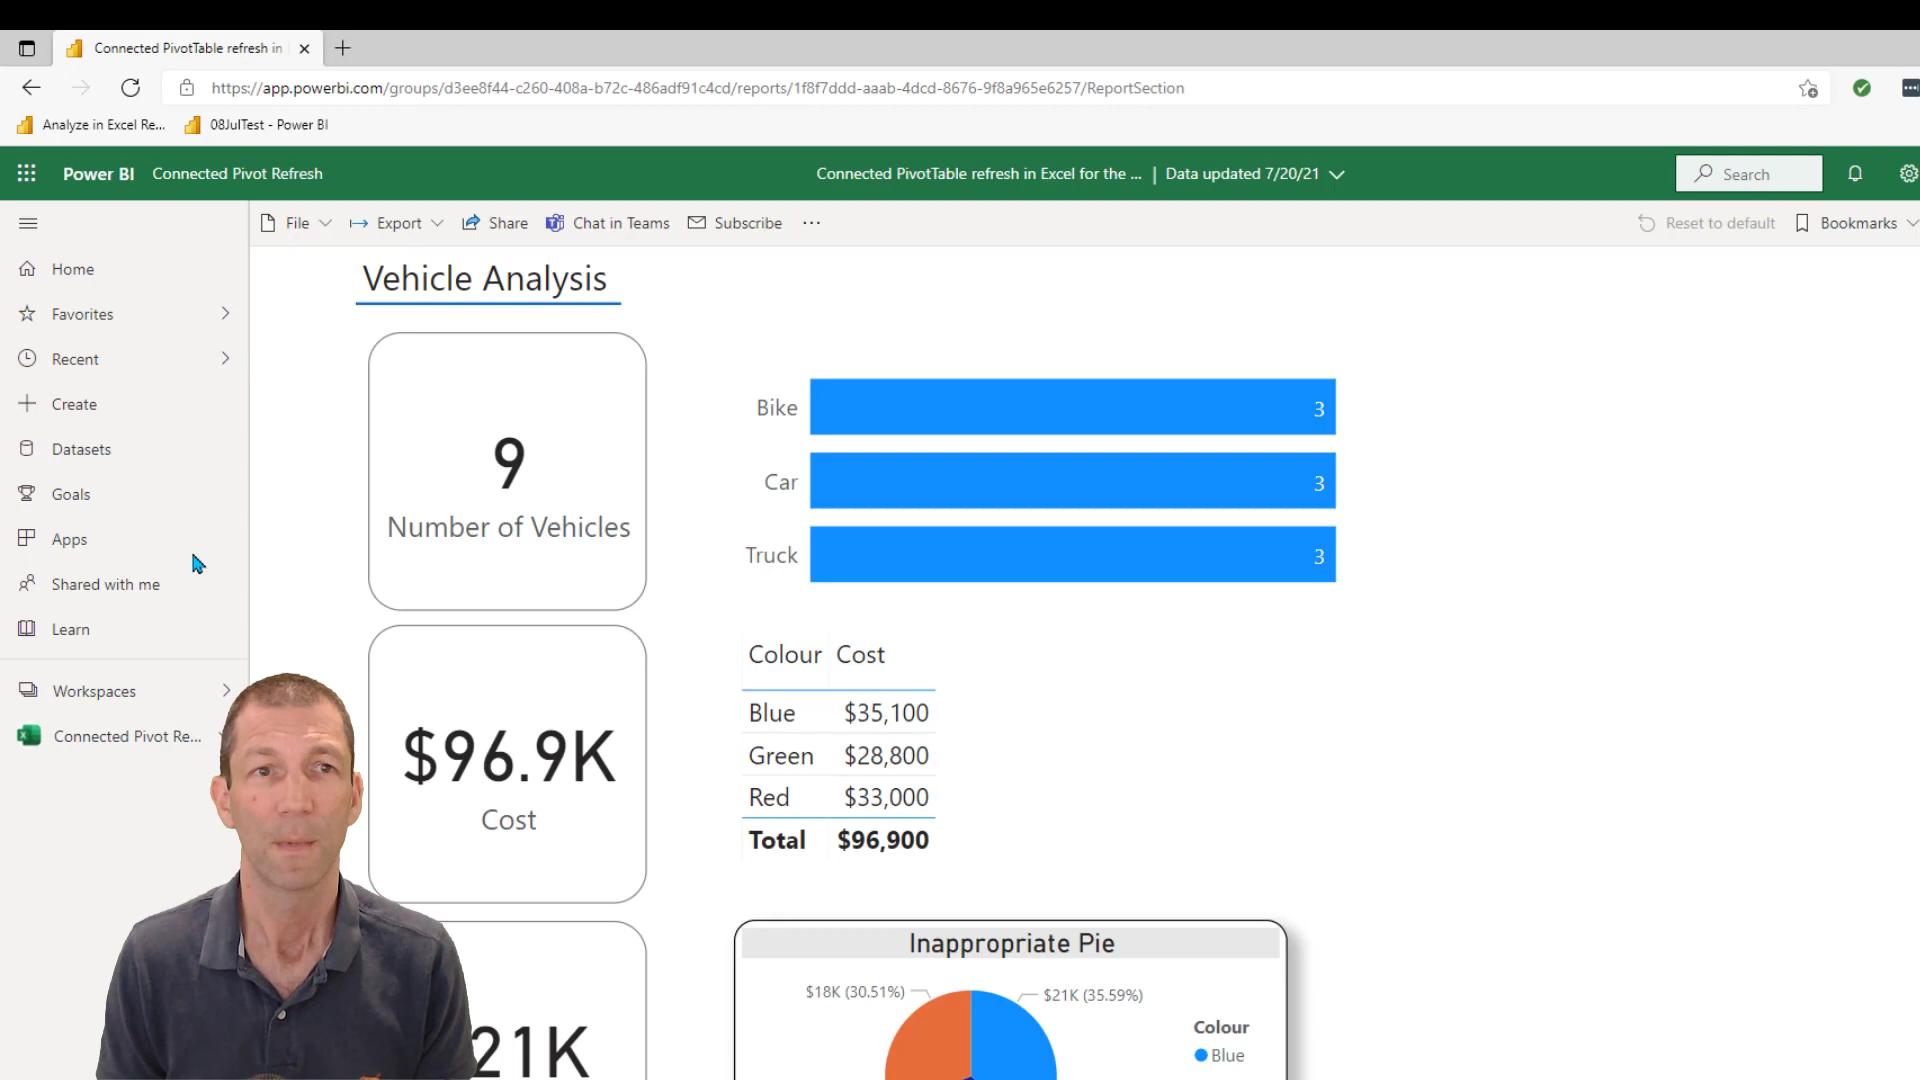 Connected PivotTable refresh in
https://app.powerbi.com/groups/d3ee8f44-c260-408a-b72c-486adf91c4cd/reports/1f8f7ddd-aaab-4dcd-8676-9f8a965e6257/ReportSection
Analyze in Excel Re... 08JulTest - Power BI
Power BI Connected Pivot Refresh Connected PivotTable refresh in Excel for the ... | Data updated 7/20/21 Search
File Export Share Chat in Teams Subscribe ... Reset to default Bookmarks
Home
Favorites
Recent
Create
Datasets
Goals
Apps
Shared with me
Learn
Workspaces
Connected Pivot Re...
Vehicle Analysis
9
Number of Vehicles
$96.9K
Cost
21K
Bike 3
Car 3
Truck 3
Colour Cost
Blue $35,100
Green $28,800
Red $33,000
Total $96,900
Inappropriate Pie
$18K (30.51%)
$21K (35.59%)
Colour
Blue